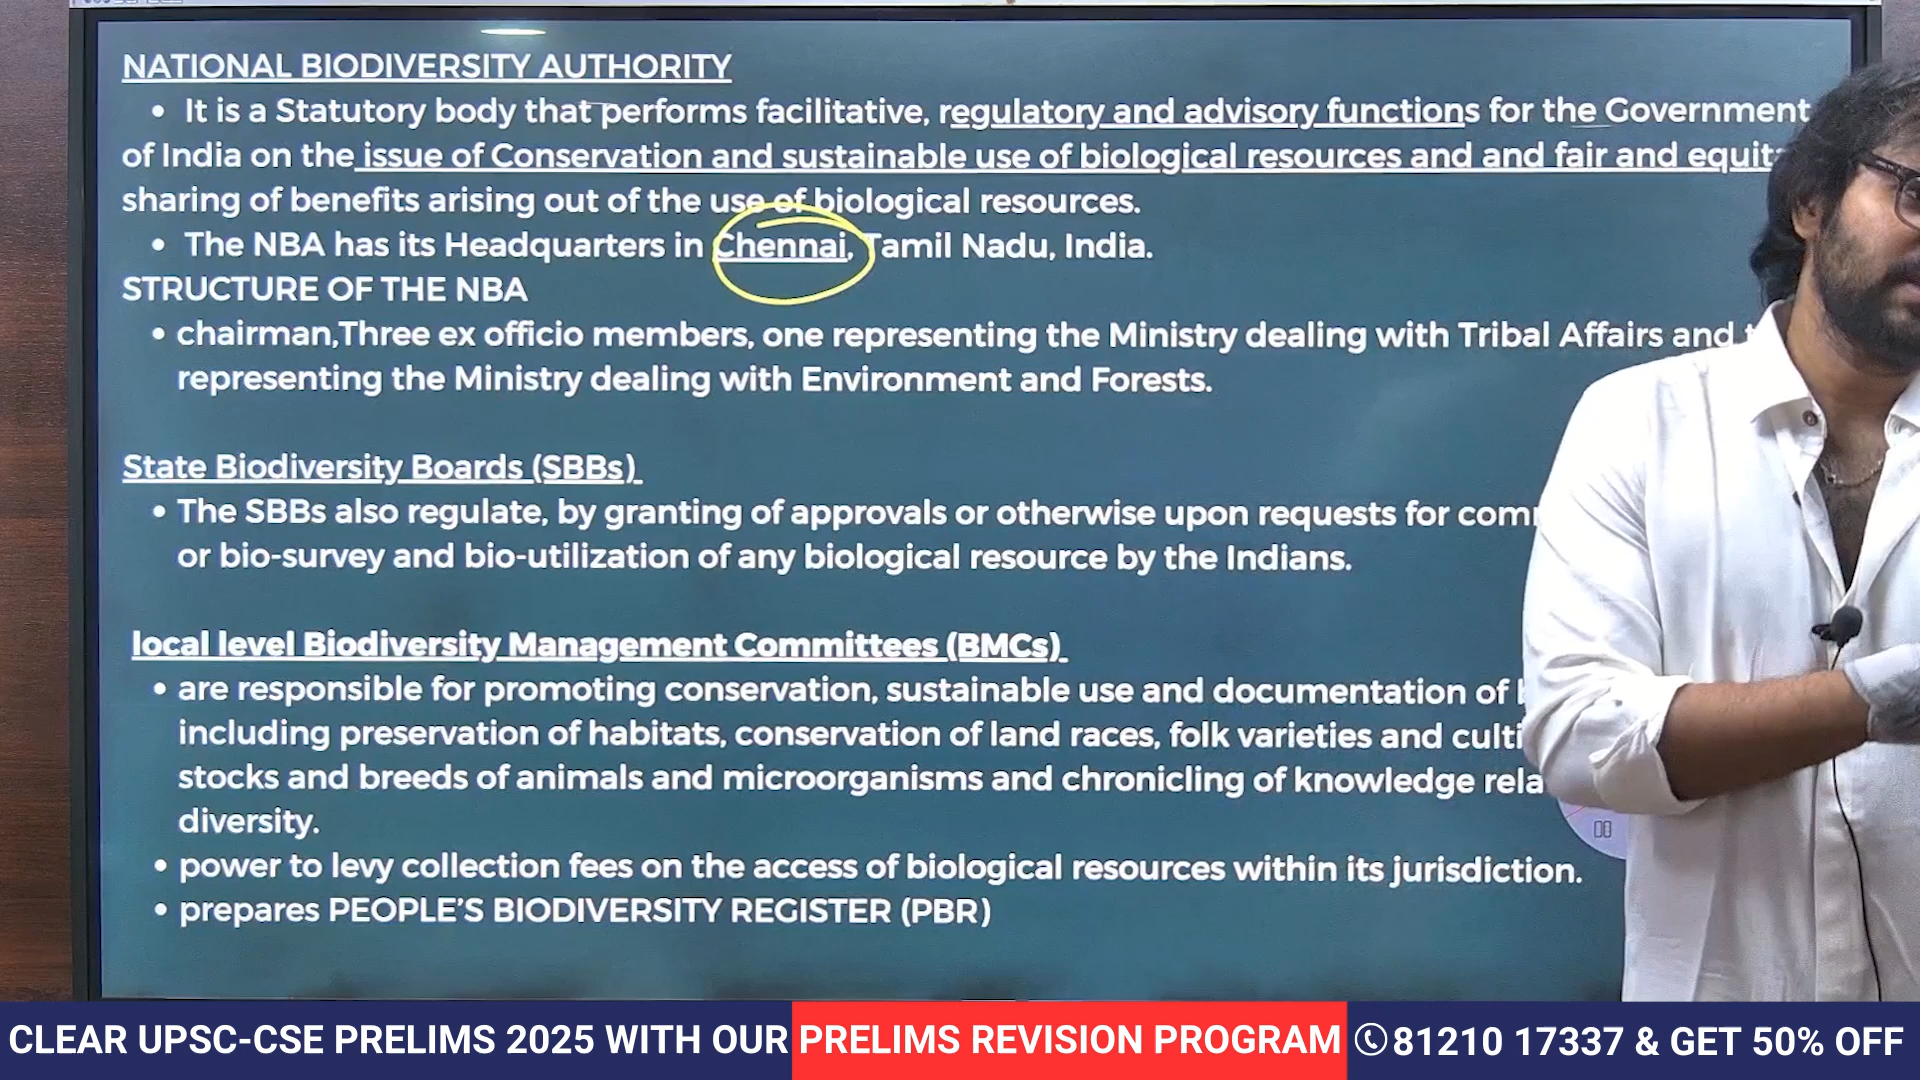 NATIONAL BIODIVERSITY AUTHORITY
• It is a Statutory body that performs facilitative, regulatory and advisory functions for the Government
of India on the issue of Conservation and sustainable use of biological resources and and fair and
sharing of benefits arising out of the use of biological resources.
• The NBA has its Headquarters in Chennai, Tamil Nadu, India.
STRUCTURE OF THE NBA
• chairman,Three ex officio members, one representing the Ministry dealing with Tribal Affairs and
representing the Ministry dealing with Environment and Forests.
State Biodiversity Boards (SBBs)
• The SBBs also regulate, by granting of approvals or otherwise upon requests for
or bio-survey and bio-utilization of any biological resource by the Indians.
local level Biodiversity Management Committees (BMCs)
• are responsible for promoting conservation, sustainable use and documentation of
including preservation of habitats, conservation of land races, folk varieties and
stocks and breeds of animals and microorganisms and chronicling of knowledge
diversity.
• power to levy collection fees on the access of biological resources within its jurisdiction.
• prepares PEOPLE'S BIODIVERSITY REGISTER (PBR)
CLEAR UPSC-CSE PRELIMS 2025 WITH OUR PRELIMS REVISION PROGRAM 81210 17337 & GET 50% OFF